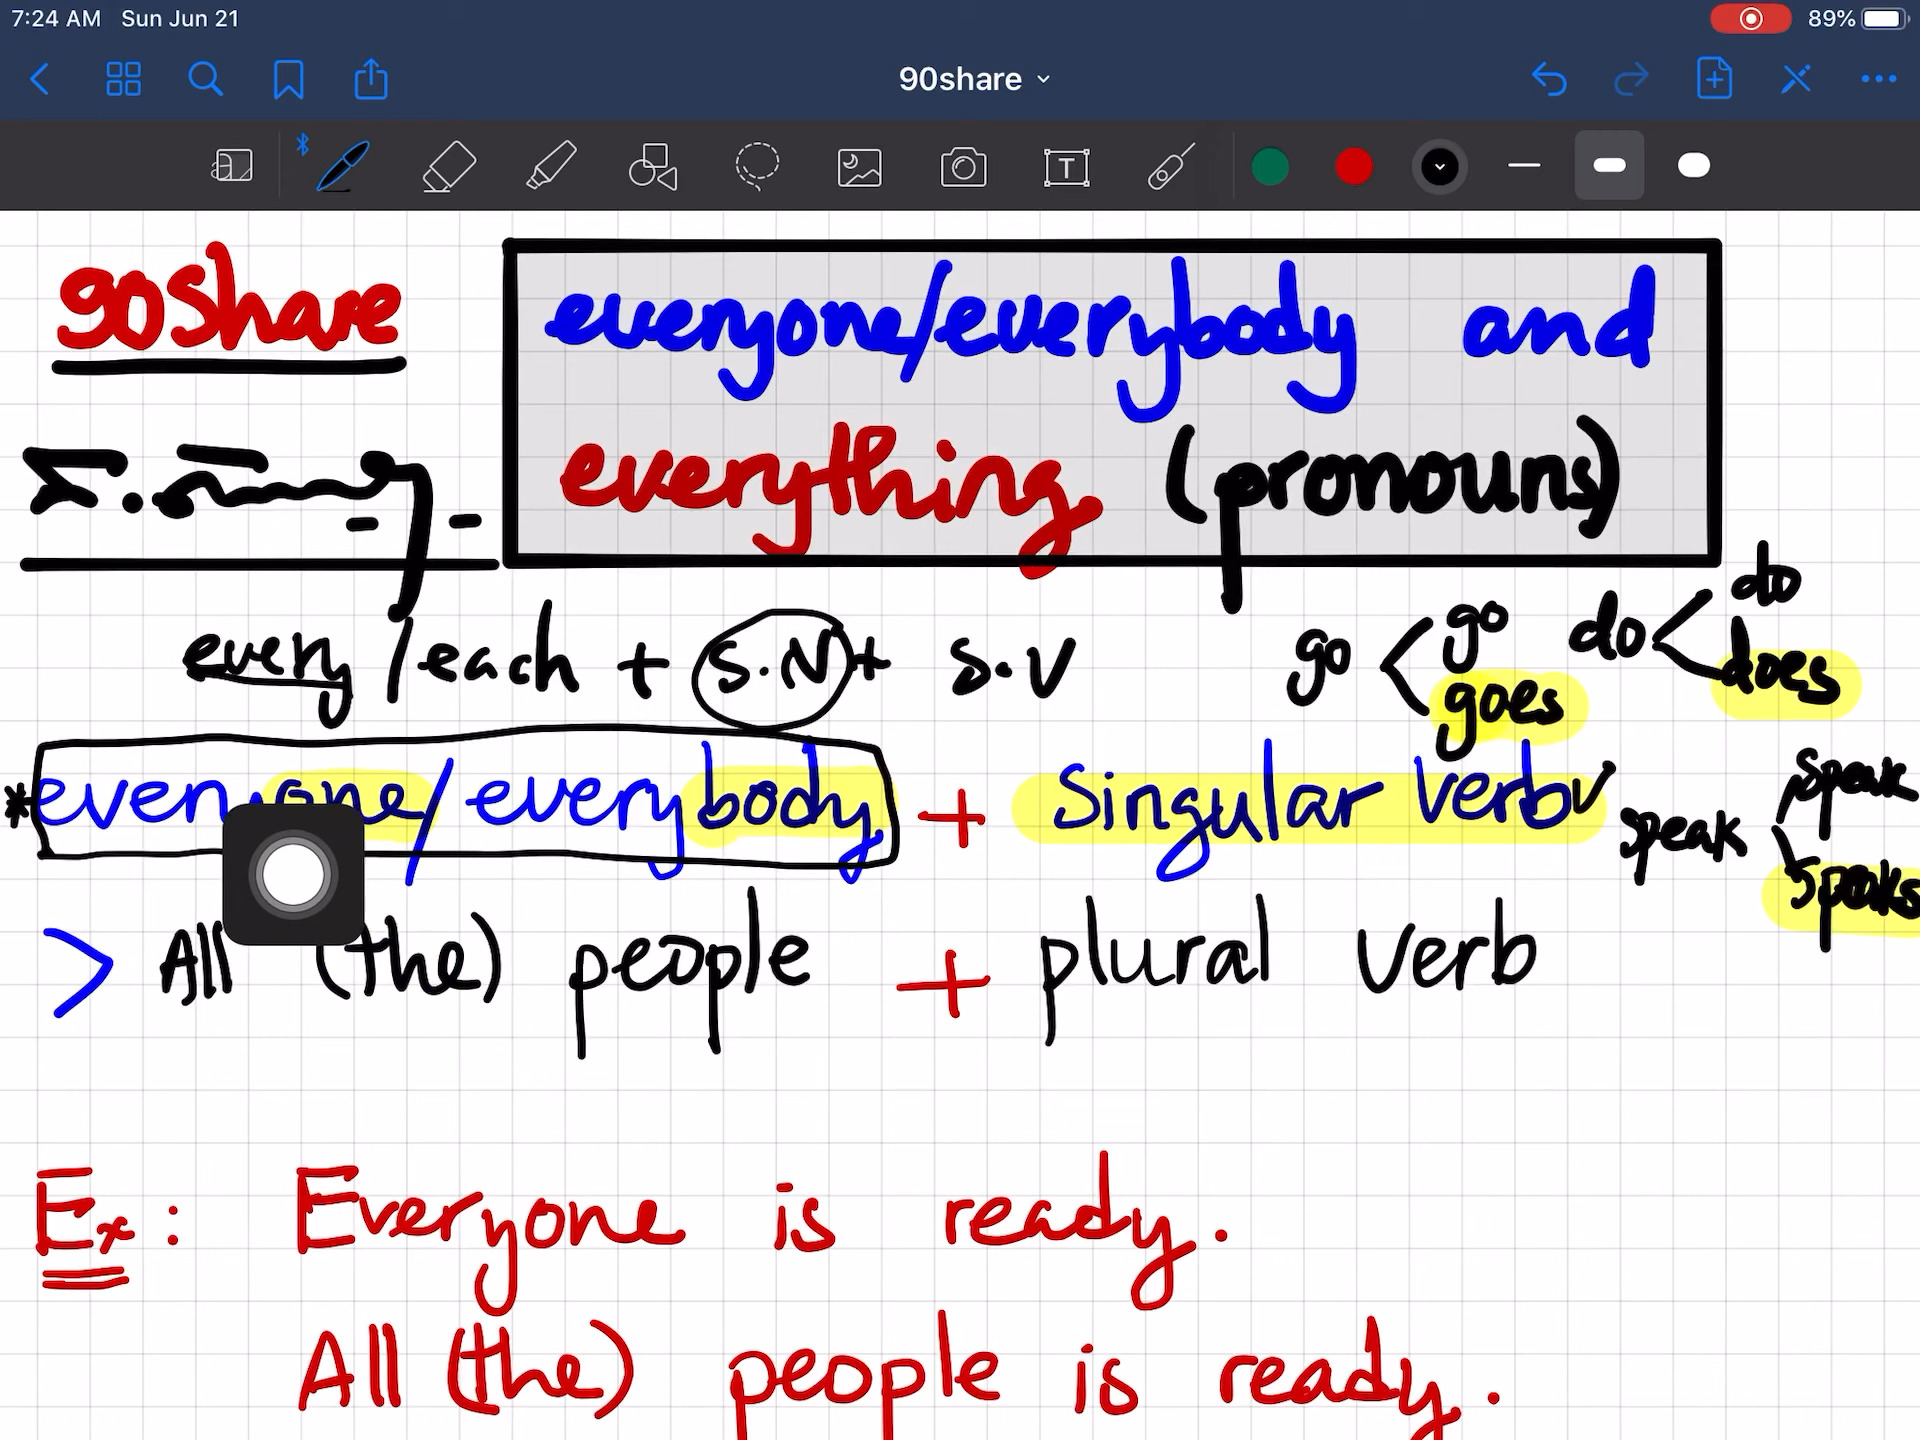 7:24 AM Sun Jun 21
89%
90share
90Share
everyone/everybody and
everything (pronouns)
every / each + S.N + S.V
go < go
goes
do < do
does
* everyone / everybody + Singular Verb ✓
speak < speak
speaks
> All (the) people + plural verb
Ex : Everyone is ready.
All (the) people is ready.